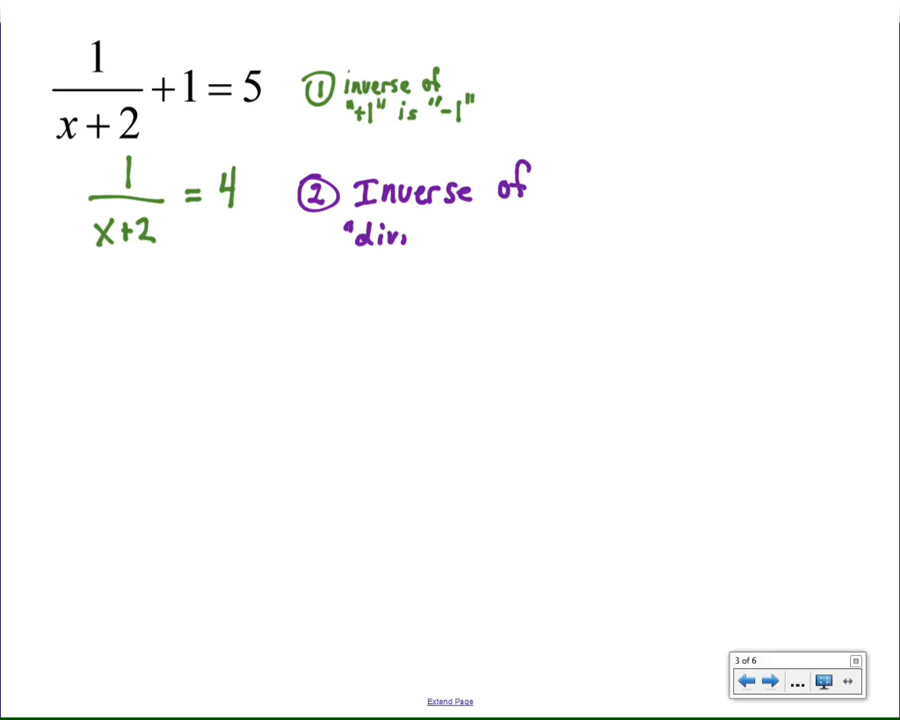 1/(x+2) + 1 = 5
① inverse of
"+1" is "-1"
1/(x+2) = 4
② Inverse of
"div
3 of 6
...
Extend Page